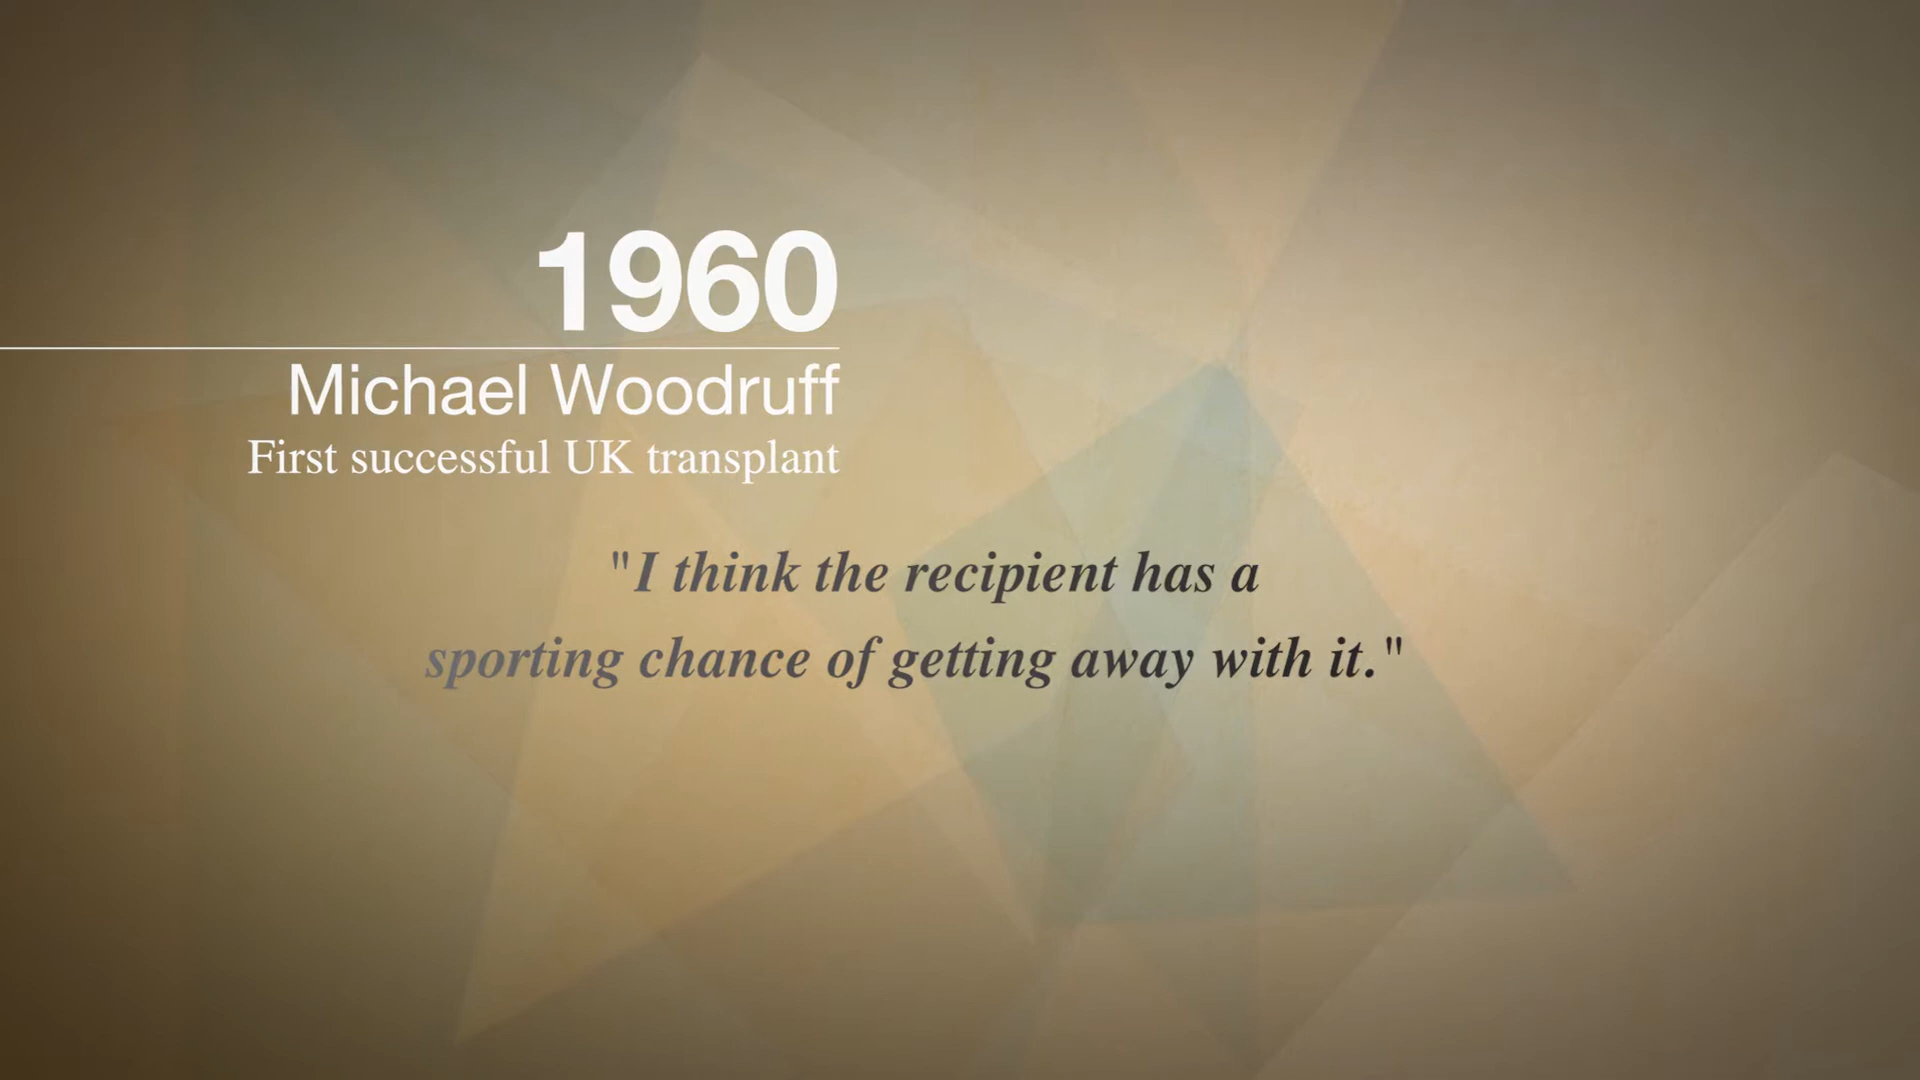 1960
Michael Woodruff
First successful UK transplant
"I think the recipient has a
sporting chance of getting away with it."